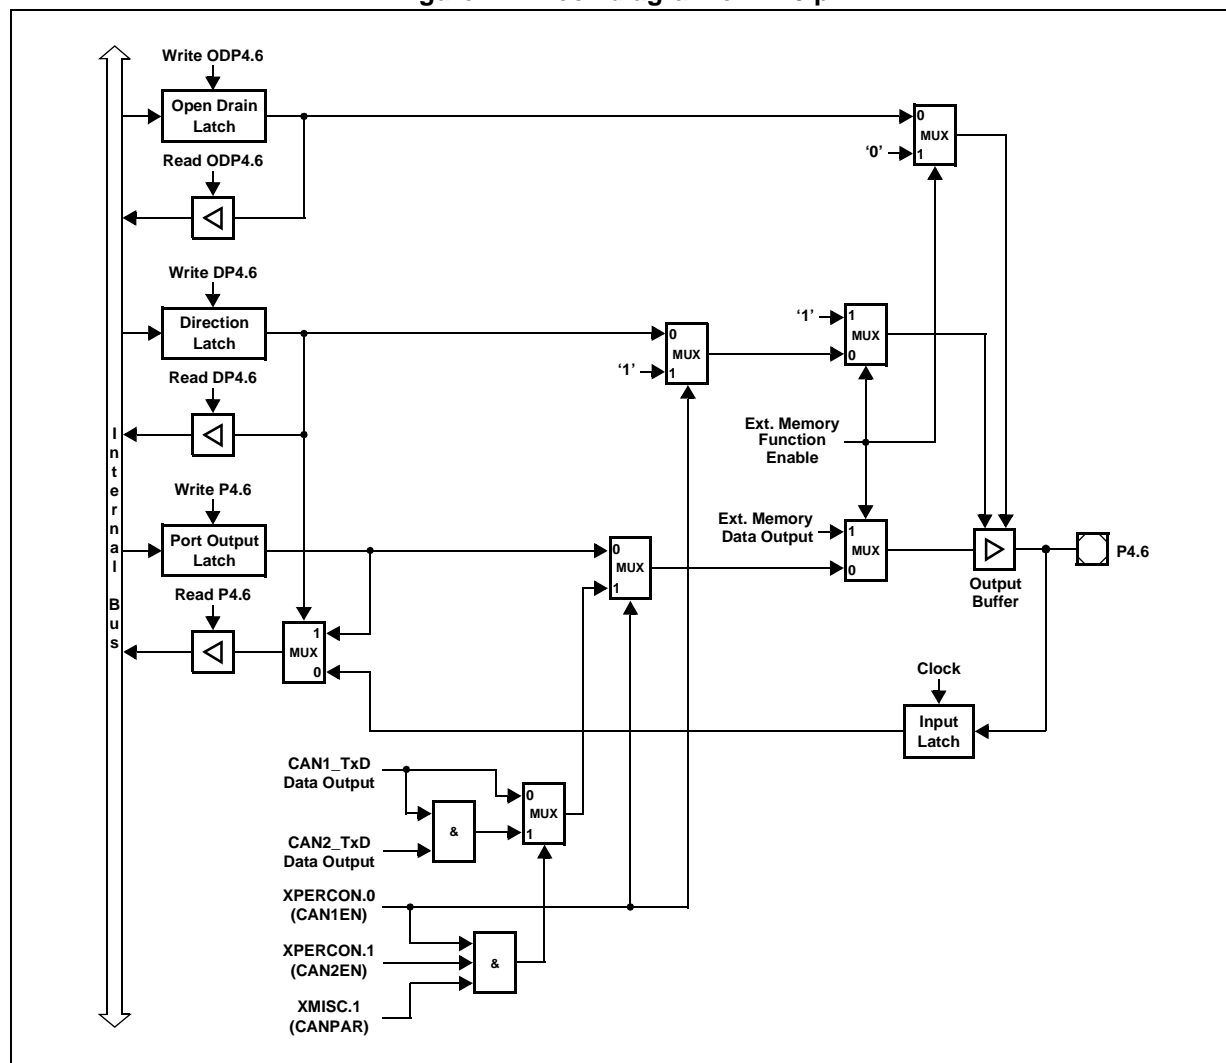 Write ODP4.6
Open Drain
Latch
Read ODP4.6
0
MUX
1
‘0’
Write DP4.6
Direction
Latch
Read DP4.6
0
MUX
1
‘1’
‘1’
1
MUX
0
Ext. Memory
Function
Enable
Internal Bus
Write P4.6
Port Output
Latch
Read P4.6
1
MUX
0
0
MUX
1
Ext. Memory
Data Output
1
MUX
0
Output
Buffer
P4.6
Clock
Input
Latch
CAN1_TxD
Data Output
0
MUX
1
&
CAN2_TxD
Data Output
XPERCON.0
(CAN1EN)
XPERCON.1
(CAN2EN)
&
XMISC.1
(CANPAR)